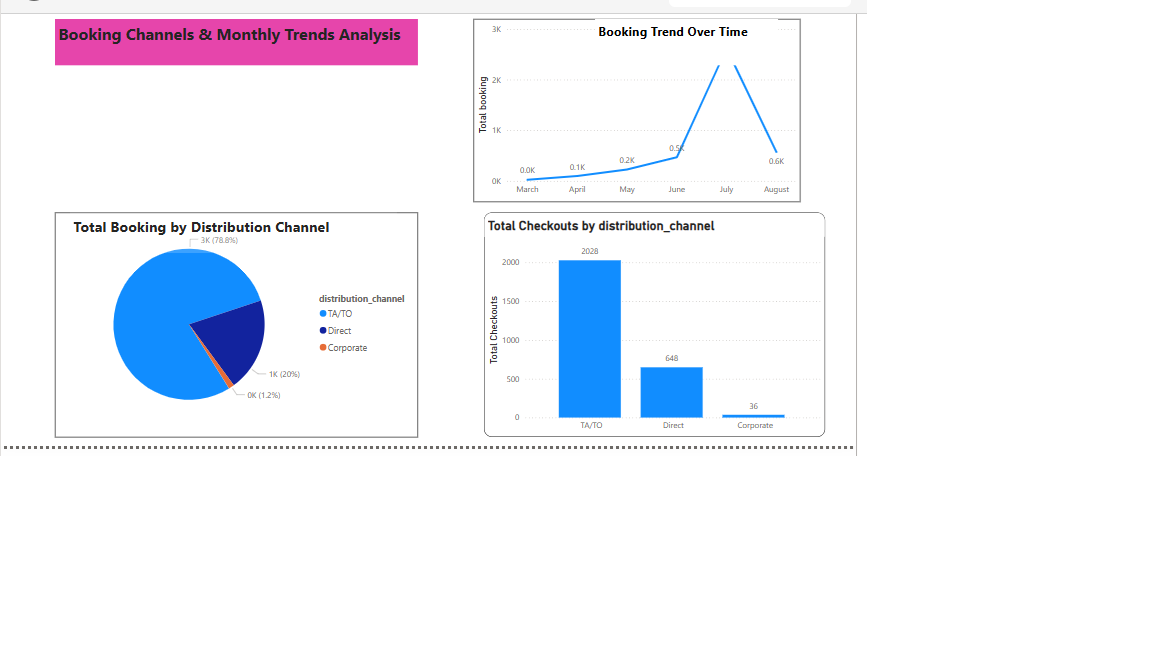 Booking Channels & Monthly Trends Analysis
Booking Trend Over Time
Total booking
3K
2K
1K
0K
0.0K
0.1K
0.2K
0.5K
0.6K
March April May June July August
Total Booking by Distribution Channel
3K (78.8%)
1K (20%)
0K (1.2%)
distribution_channel
TA/TO
Direct
Corporate
Total Checkouts by distribution_channel
Total Checkouts
2000
1500
1000
500
0
2028
648
36
TA/TO Direct Corporate